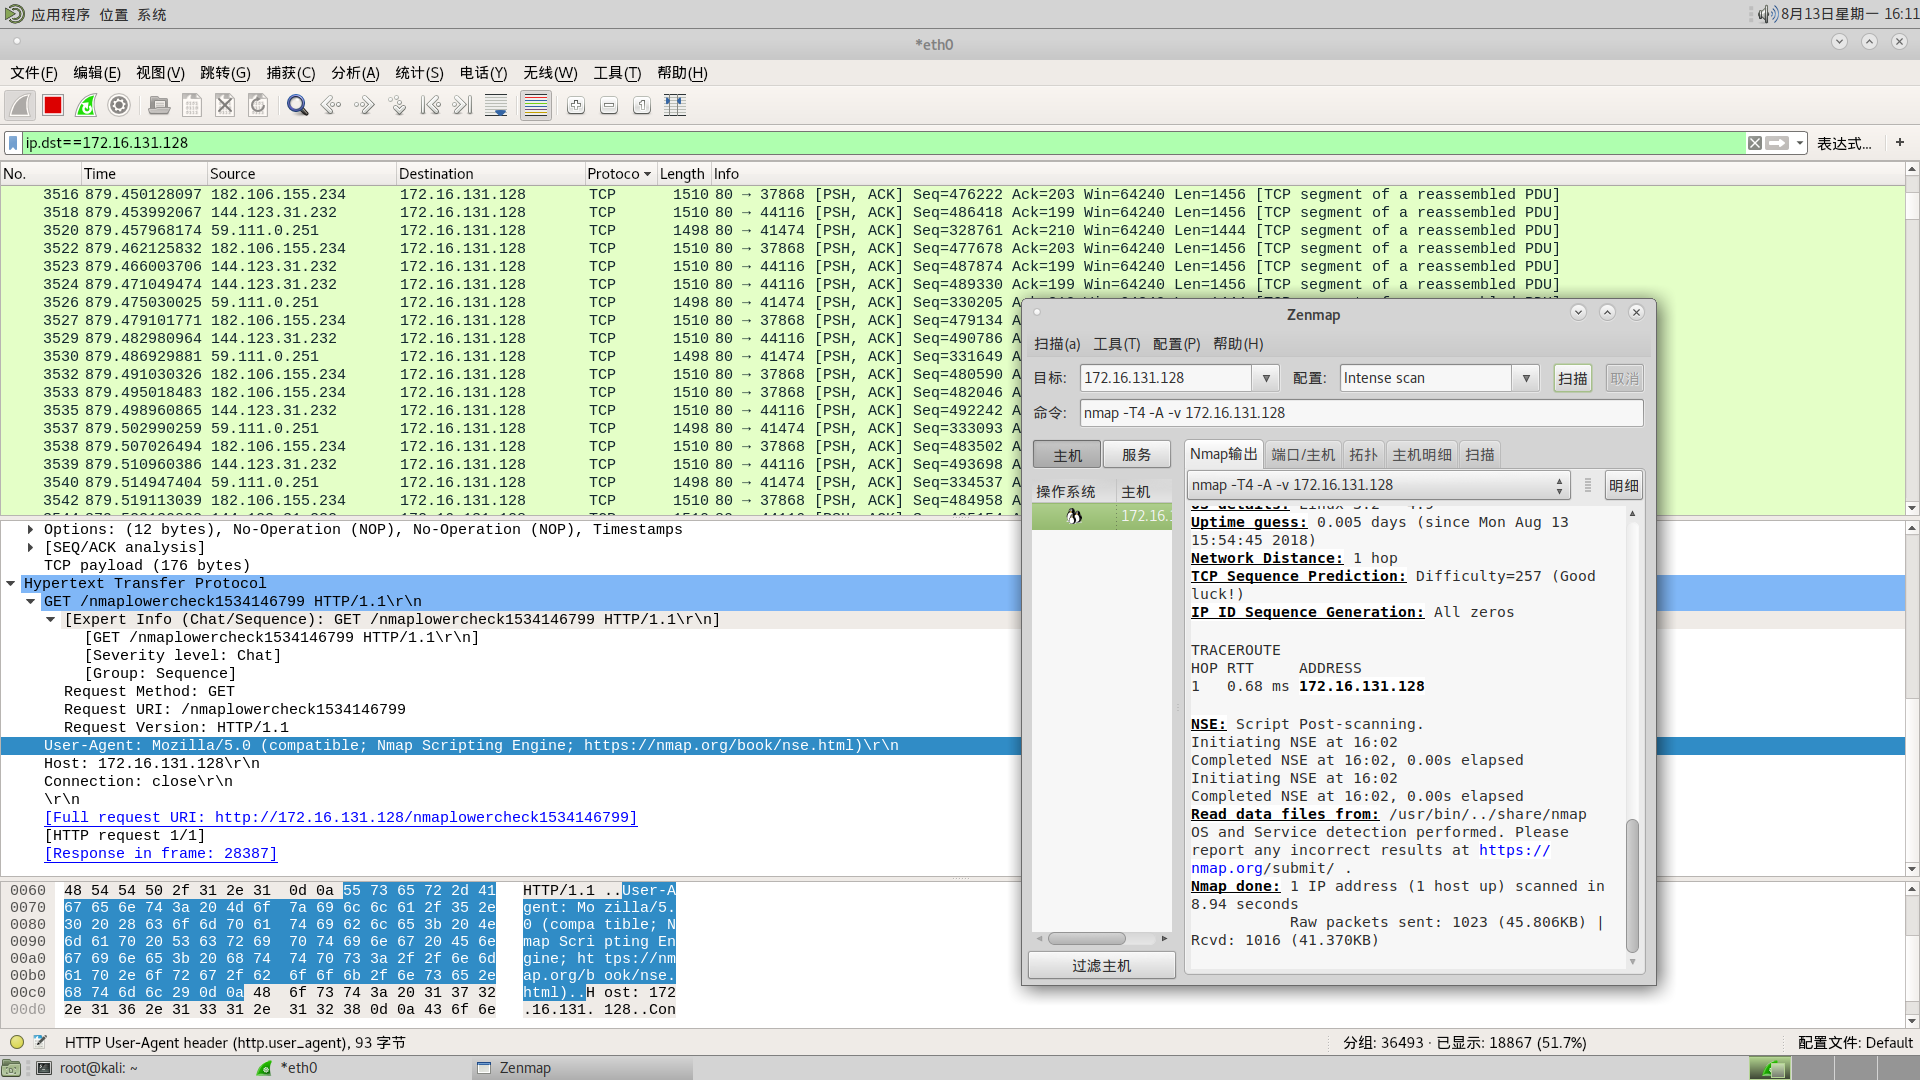 应用程序 位置 系统
8月13日星期一 16:11
*eth0
文件(F) 编辑(E) 视图(V) 跳转(G) 捕获(C) 分析(A) 统计(S) 电话(Y) 无线(W) 工具(T) 帮助(H)
ip.dst==172.16.131.128
表达式… +
No. Time Source Destination Protoco Length Info
3516 879.450128097 182.106.155.234 172.16.131.128 TCP 1510 80 → 37868 [PSH, ACK] Seq=476222 Ack=203 Win=64240 Len=1456 [TCP segment of a reassembled PDU]
3518 879.453992067 144.123.31.232 172.16.131.128 TCP 1510 80 → 44116 [PSH, ACK] Seq=486418 Ack=199 Win=64240 Len=1456 [TCP segment of a reassembled PDU]
3520 879.457968174 59.111.0.251 172.16.131.128 TCP 1498 80 → 41474 [PSH, ACK] Seq=328761 Ack=210 Win=64240 Len=1444 [TCP segment of a reassembled PDU]
3522 879.462125832 182.106.155.234 172.16.131.128 TCP 1510 80 → 37868 [PSH, ACK] Seq=477678 Ack=203 Win=64240 Len=1456 [TCP segment of a reassembled PDU]
3523 879.466003706 144.123.31.232 172.16.131.128 TCP 1510 80 → 44116 [PSH, ACK] Seq=487874 Ack=199 Win=64240 Len=1456 [TCP segment of a reassembled PDU]
3524 879.471049474 144.123.31.232 172.16.131.128 TCP 1510 80 → 44116 [PSH, ACK] Seq=489330 Ack=199 Win=64240 Len=1456 [TCP segment of a reassembled PDU]
3526 879.475030025 59.111.0.251 172.16.131.128 TCP 1498 80 → 41474 [PSH, ACK] Seq=330205
3527 879.479101771 182.106.155.234 172.16.131.128 TCP 1510 80 → 37868 [PSH, ACK] Seq=479134 A
3529 879.482980964 144.123.31.232 172.16.131.128 TCP 1510 80 → 44116 [PSH, ACK] Seq=490786 A
3530 879.486929881 59.111.0.251 172.16.131.128 TCP 1498 80 → 41474 [PSH, ACK] Seq=331649 A
3532 879.491030326 182.106.155.234 172.16.131.128 TCP 1510 80 → 37868 [PSH, ACK] Seq=480590 A
3533 879.495018483 182.106.155.234 172.16.131.128 TCP 1510 80 → 37868 [PSH, ACK] Seq=482046 A
3535 879.498960865 144.123.31.232 172.16.131.128 TCP 1510 80 → 44116 [PSH, ACK] Seq=492242 A
3537 879.502990259 59.111.0.251 172.16.131.128 TCP 1498 80 → 41474 [PSH, ACK] Seq=333093 A
3538 879.507026494 182.106.155.234 172.16.131.128 TCP 1510 80 → 37868 [PSH, ACK] Seq=483502 A
3539 879.510960386 144.123.31.232 172.16.131.128 TCP 1510 80 → 44116 [PSH, ACK] Seq=493698 A
3540 879.514947404 59.111.0.251 172.16.131.128 TCP 1498 80 → 41474 [PSH, ACK] Seq=334537 A
3542 879.519113039 182.106.155.234 172.16.131.128 TCP 1510 80 → 37868 [PSH, ACK] Seq=484958 A
Options: (12 bytes), No-Operation (NOP), No-Operation (NOP), Timestamps
[SEQ/ACK analysis]
TCP payload (176 bytes)
Hypertext Transfer Protocol
GET /nmaplowercheck1534146799 HTTP/1.1\r\n
[Expert Info (Chat/Sequence): GET /nmaplowercheck1534146799 HTTP/1.1\r\n]
[GET /nmaplowercheck1534146799 HTTP/1.1\r\n]
[Severity level: Chat]
[Group: Sequence]
Request Method: GET
Request URI: /nmaplowercheck1534146799
Request Version: HTTP/1.1
User-Agent: Mozilla/5.0 (compatible; Nmap Scripting Engine; https://nmap.org/book/nse.html)\r\n
Host: 172.16.131.128\r\n
Connection: close\r\n
\r\n
[Full request URI: http://172.16.131.128/nmaplowercheck1534146799]
[HTTP request 1/1]
[Response in frame: 28387]
0060 48 54 54 50 2f 31 2e 31 0d 0a 55 73 65 72 2d 41 HTTP/1.1 ..User-A
0070 67 65 6e 74 3a 20 4d 6f 7a 69 6c 6c 61 2f 35 2e gent: Mo zilla/5.
0080 30 20 28 63 6f 6d 70 61 74 69 62 6c 65 3b 20 4e 0 (compa tible; N
0090 6d 61 70 20 53 63 72 69 70 74 69 6e 67 20 45 6e map Scri pting En
00a0 67 69 6e 65 3b 20 68 74 74 70 73 3a 2f 2f 6e 6d gine; ht tps://nm
00b0 61 70 2e 6f 72 67 2f 62 6f 6f 6b 2f 6e 73 65 2e ap.org/b ook/nse.
00c0 68 74 6d 6c 29 0d 0a 48 6f 73 74 3a 20 31 37 32 html)..H ost: 172
00d0 2e 31 36 2e 31 33 31 2e 31 32 38 0d 0a 43 6f 6e .16.131. 128..Con
Zenmap
扫描(a) 工具(T) 配置(P) 帮助(H)
目标: 172.16.131.128 配置: Intense scan 扫描 取消
命令: nmap -T4 -A -v 172.16.131.128
主机 服务 Nmap输出 端口/主机 拓扑 主机明细 扫描
操作系统 主机 nmap -T4 -A -v 172.16.131.128 明细
172.16.
OS details: Linux 3.2 - 4.9
Uptime guess: 0.005 days (since Mon Aug 13
15:54:45 2018)
Network Distance: 1 hop
TCP Sequence Prediction: Difficulty=257 (Good
luck!)
IP ID Sequence Generation: All zeros
TRACEROUTE
HOP RTT ADDRESS
1 0.68 ms 172.16.131.128
NSE: Script Post-scanning.
Initiating NSE at 16:02
Completed NSE at 16:02, 0.00s elapsed
Initiating NSE at 16:02
Completed NSE at 16:02, 0.00s elapsed
Read data files from: /usr/bin/../share/nmap
OS and Service detection performed. Please
report any incorrect results at https://
nmap.org/submit/ .
Nmap done: 1 IP address (1 host up) scanned in
8.94 seconds
Raw packets sent: 1023 (45.806KB) |
Rcvd: 1016 (41.370KB)
过滤主机
HTTP User-Agent header (http.user_agent), 93 字节
分组: 36493 · 已显示: 18867 (51.7%)
配置文件: Default
root@kali: ~
*eth0
Zenmap